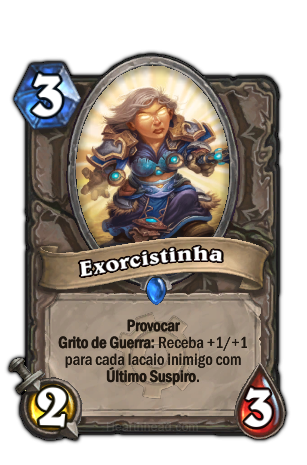 3
Exorcistinha
Provocar
Grito de Guerra: Receba +1/+1
para cada lacaio inimigo com
Último Suspiro.
2
3